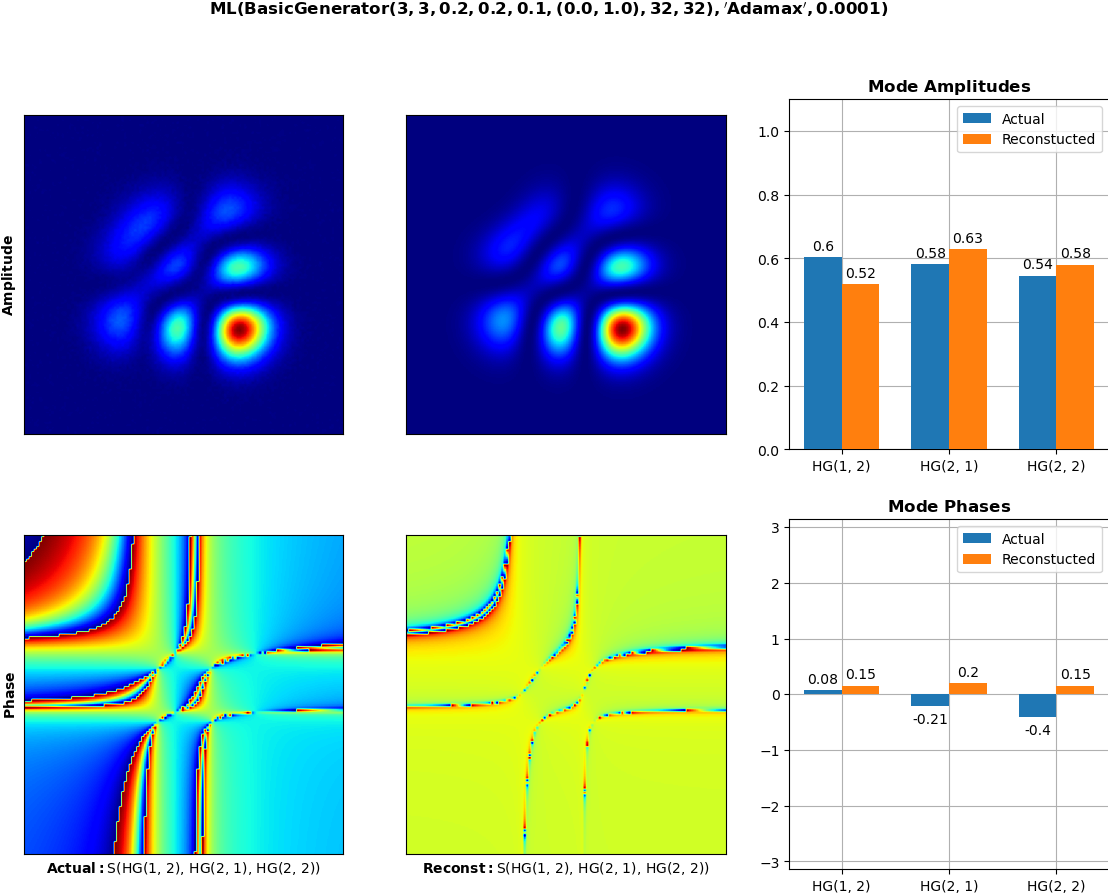 ML(BasicGenerator(3, 3, 0.2, 0.2, 0.1, (0.0, 1.0), 32, 32), ′Adamax′, 0.0001)
Amplitude
Mode Amplitudes
Actual
Reconstucted
1.0
0.8
0.6
0.4
0.2
0.0
0.6
0.52
0.58
0.63
0.54
0.58
HG(1, 2)
HG(2, 1)
HG(2, 2)
Phase
Actual: S(HG(1, 2), HG(2, 1), HG(2, 2))
Reconst: S(HG(1, 2), HG(2, 1), HG(2, 2))
Mode Phases
Actual
Reconstucted
3
2
1
0
−1
−2
−3
0.08
0.15
-0.21
0.2
-0.4
0.15
HG(1, 2)
HG(2, 1)
HG(2, 2)